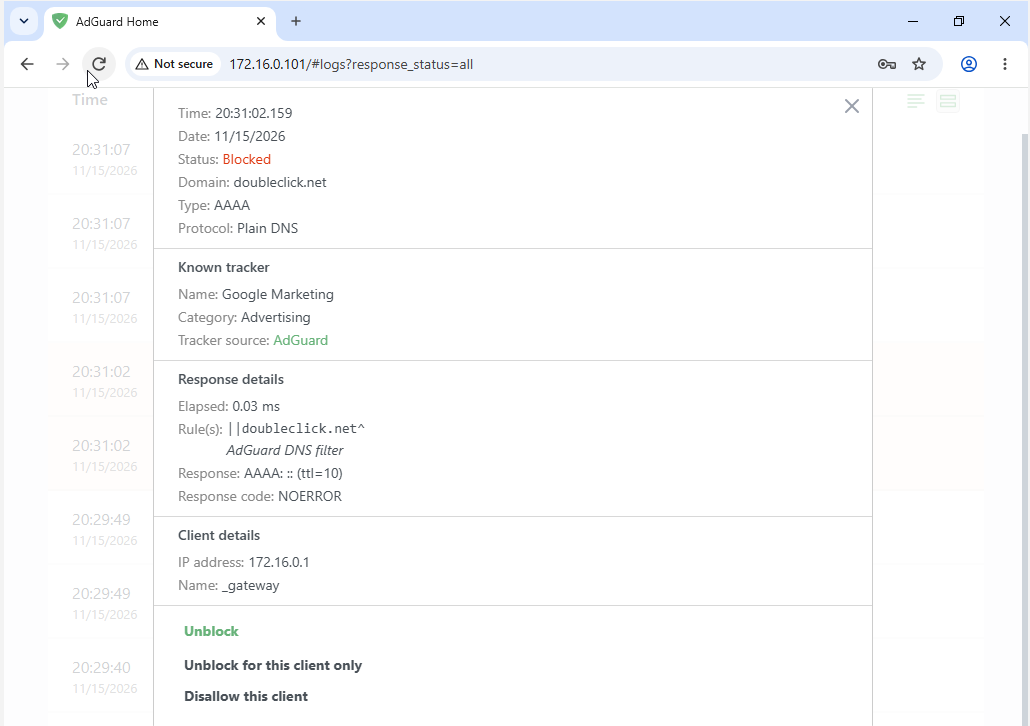 AdGuard Home
Not secure
172.16.0.101/#logs?response_status=all
Time
20:31:07
11/15/2026
20:31:07
11/15/2026
20:31:07
11/15/2026
20:31:02
11/15/2026
20:31:02
11/15/2026
20:29:49
11/15/2026
20:29:49
11/15/2026
20:29:40
11/15/2026
Time: 20:31:02.159
Date: 11/15/2026
Status: Blocked
Domain: doubleclick.net
Type: AAAA
Protocol: Plain DNS
Known tracker
Name: Google Marketing
Category: Advertising
Tracker source: AdGuard
Response details
Elapsed: 0.03 ms
Rule(s): ||doubleclick.net^
AdGuard DNS filter
Response: AAAA: :: (ttl=10)
Response code: NOERROR
Client details
IP address: 172.16.0.1
Name: _gateway
Unblock
Unblock for this client only
Disallow this client